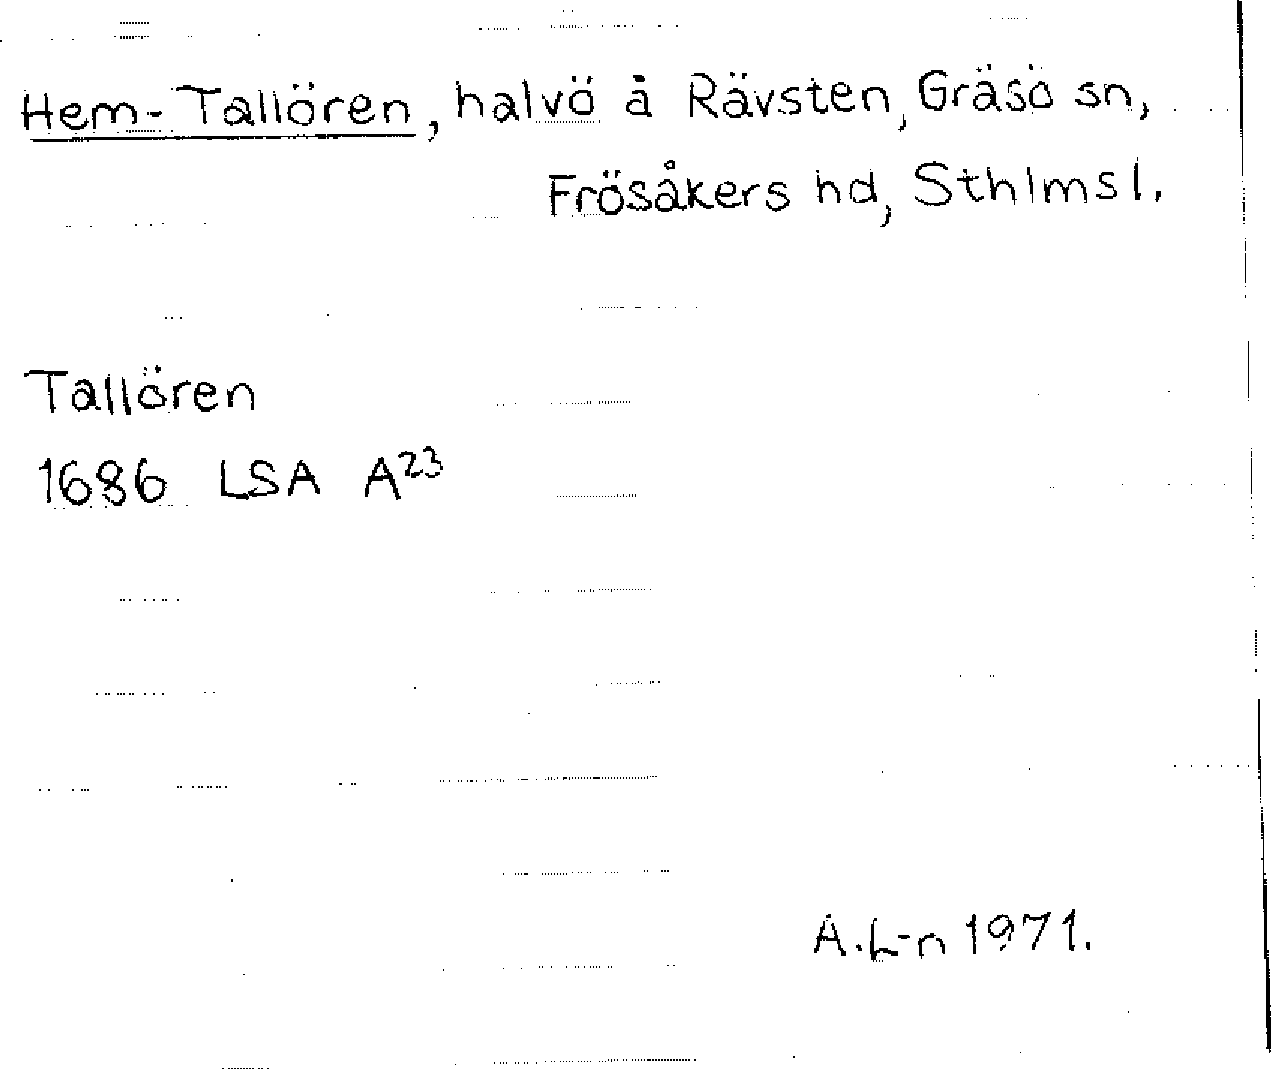 Hem-Tallören, halvö å Rävsten, Gräsö sn,
Frösåkers hd, Sthlms l.
Tallören
1686 LSA A²³
A.L-n 1971.